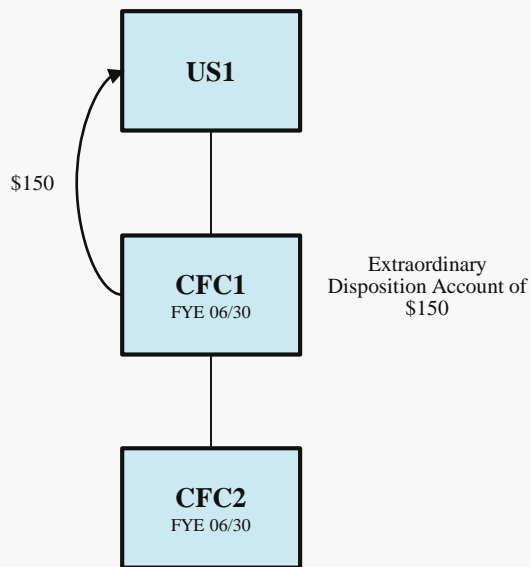 US1
$150
CFC1
FYE 06/30
Extraordinary
Disposition Account of
$150
CFC2
FYE 06/30